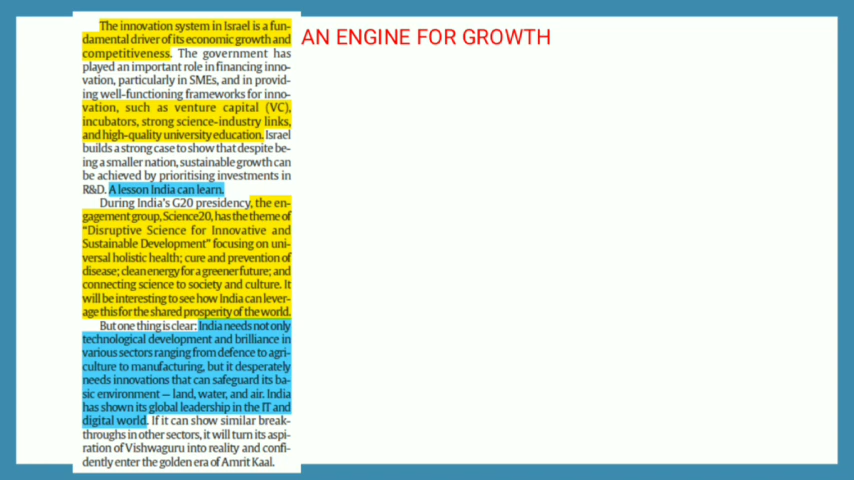 The innovation system in Israel is a fun-
damental driver of its economic growth and
competitiveness. The government has
played an important role in financing inno-
vation, particularly in SMEs, and in provid-
ing well-functioning frameworks for inno-
vation, such as venture capital (VC),
incubators, strong science-industry links,
and high-quality university education. Israel
builds a strong case to show that despite be-
ing a smaller nation, sustainable growth can
be achieved by prioritising investments in
R&D. A lesson India can learn.
During India's G20 presidency, the en-
gagement group, Science20, has the theme of
"Disruptive Science for Innovative and
Sustainable Development" focusing on uni-
versal holistic health; cure and prevention of
disease; clean energy for a greener future; and
connecting science to society and culture. It
will be interesting to see how India can lever-
age this for the shared prosperity of the world.
But one thing is clear: India needs not only
technological development and brilliance in
various sectors ranging from defence to agri-
culture to manufacturing, but it desperately
needs innovations that can safeguard its ba-
sic environment — land, water, and air. India
has shown its global leadership in the IT and
digital world. If it can show similar break-
throughs in other sectors, it will turn its aspi-
ration of Vishwaguru into reality and confi-
dently enter the golden era of Amrit Kaal.
AN ENGINE FOR GROWTH